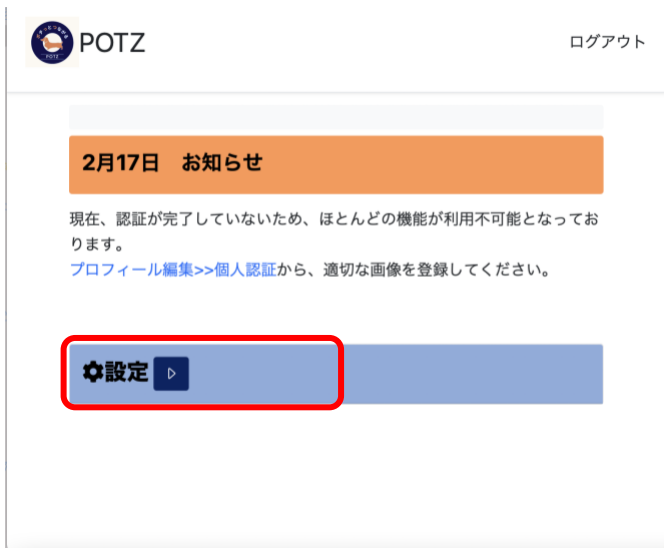 POTZ
ログアウト
2月17日　お知らせ
現在、認証が完了していないため、ほとんどの機能が利用不可能となってお
ります。
プロフィール編集>>個人認証から、適切な画像を登録してください。
設定